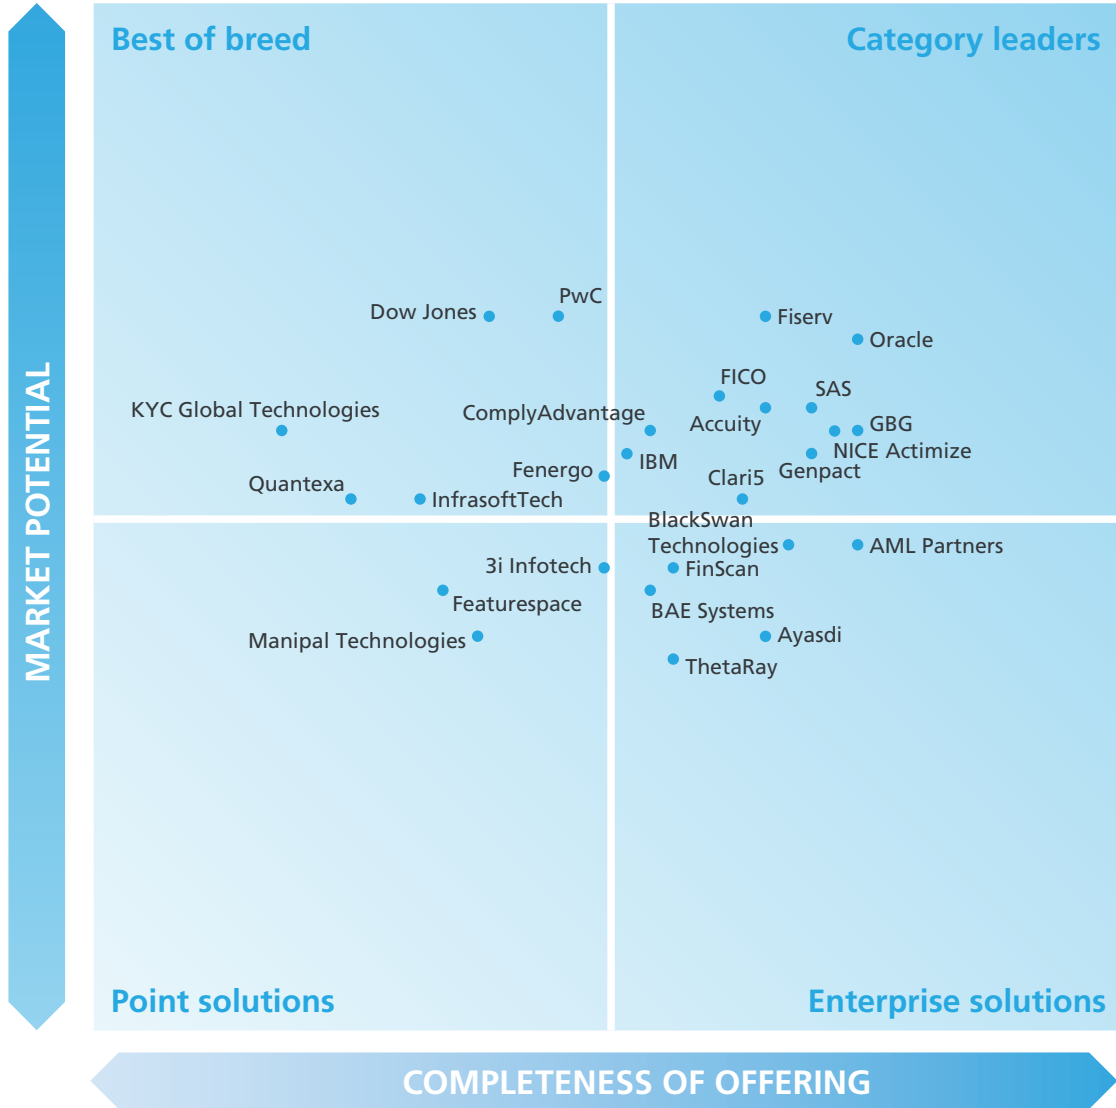 Best of breed
Category leaders
PwC
Dow Jones
Fiserv
Oracle
FICO
SAS
KYC Global Technologies
ComplyAdvantage
Accuity
GBG
NICE Actimize
IBM
Fenergo
Genpact
Clari5
Quantexa
InfrasoftTech
BlackSwan
Technologies
AML Partners
3i Infotech
FinScan
Featurespace
BAE Systems
Manipal Technologies
Ayasdi
ThetaRay
Point solutions
Enterprise solutions
MARKET POTENTIAL
COMPLETENESS OF OFFERING